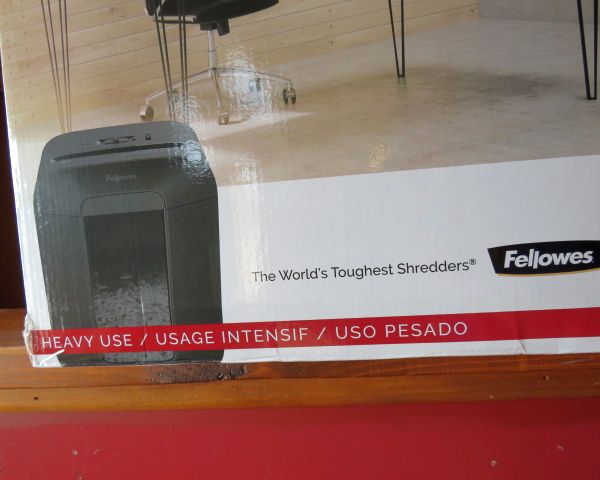 Fellowes
The World's Toughest Shredders®
Fellowes
HEAVY USE / USAGE INTENSIF / USO PESADO